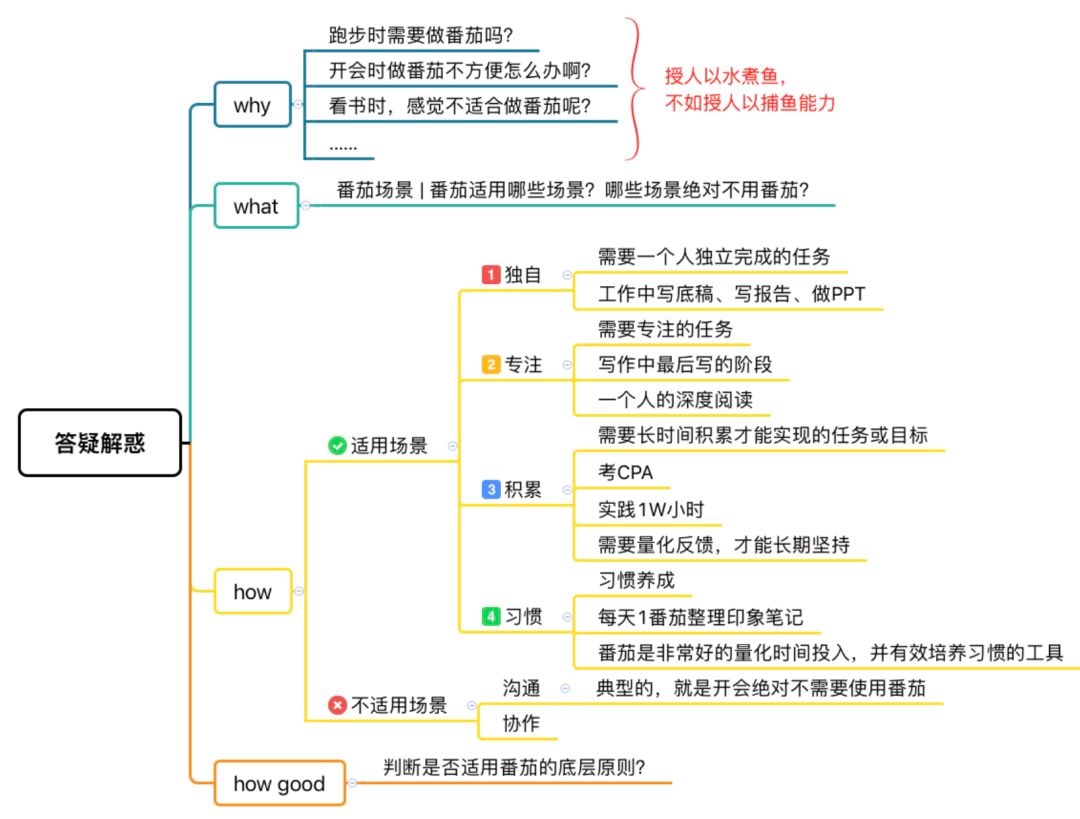 跑步时需要做番茄吗？
开会时做番茄不方便怎么办啊？
看书时，感觉不适合做番茄呢？
......
授人以水煮鱼，
不如授人以捕鱼能力
why
what
番茄场景 | 番茄适用哪些场景？哪些场景绝对不用番茄？
答疑解惑
how
适用场景
1 独自
需要一个人独立完成的任务
工作中写底稿、写报告、做PPT
2 专注
需要专注的任务
写作中最后写的阶段
一个人的深度阅读
3 积累
需要长时间积累才能实现的任务或目标
考CPA
实践1W小时
需要量化反馈，才能长期坚持
4 习惯
习惯养成
每天1番茄整理印象笔记
番茄是非常好的量化时间投入，并有效培养习惯的工具
不适用场景
沟通
典型的，就是开会绝对不需要使用番茄
协作
how good
判断是否适用番茄的底层原则？